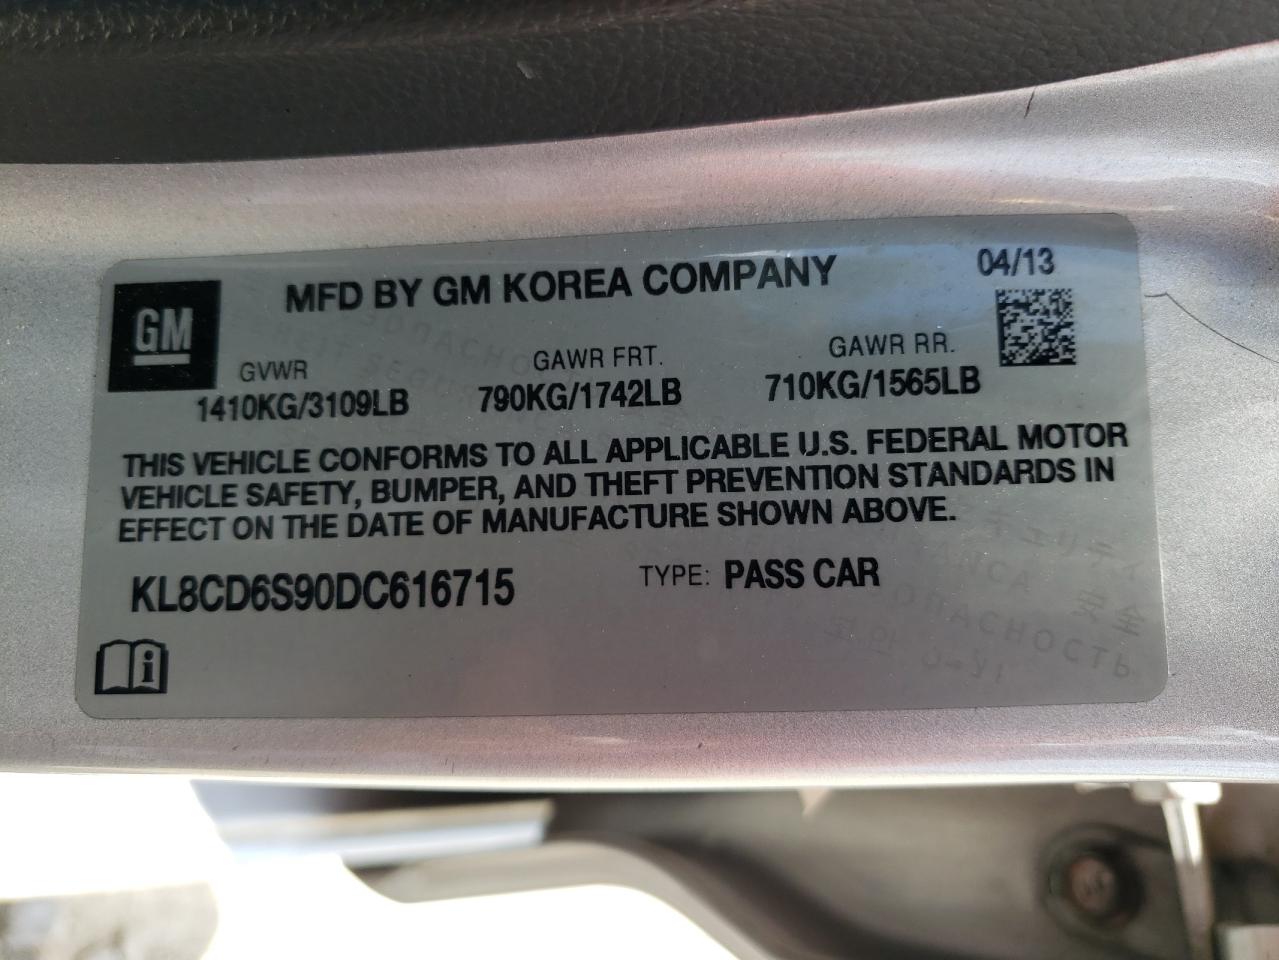 MFD BY GM KOREA COMPANY 04/13
GM
GVWR GAWR FRT. GAWR RR.
1410KG/3109LB 790KG/1742LB 710KG/1565LB
THIS VEHICLE CONFORMS TO ALL APPLICABLE U.S. FEDERAL MOTOR
VEHICLE SAFETY, BUMPER, AND THEFT PREVENTION STANDARDS IN
EFFECT ON THE DATE OF MANUFACTURE SHOWN ABOVE.
KL8CD6S90DC616715 TYPE: PASS CAR
i